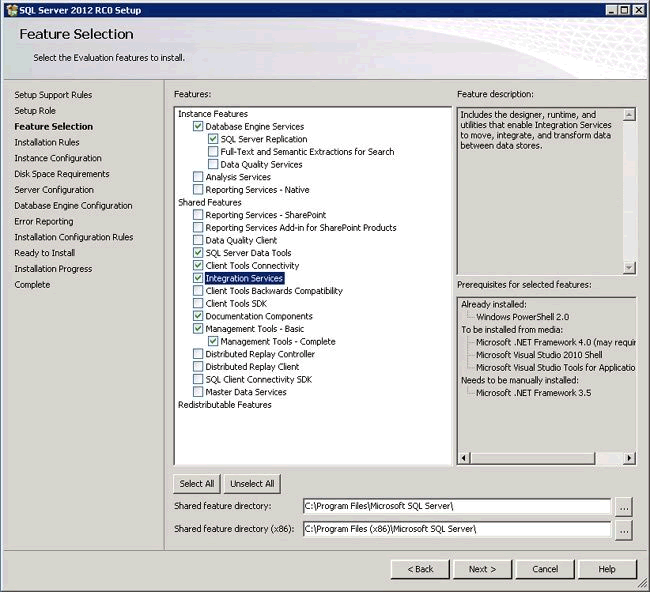 SQL Server 2012 RC0 Setup
Feature Selection
Select the Evaluation features to install.
Setup Support Rules
Setup Role
Feature Selection
Installation Rules
Instance Configuration
Disk Space Requirements
Server Configuration
Database Engine Configuration
Error Reporting
Installation Configuration Rules
Ready to Install
Installation Progress
Complete
Features:
Instance Features
Database Engine Services
SQL Server Replication
Full-Text and Semantic Extractions for Search
Data Quality Services
Analysis Services
Reporting Services - Native
Shared Features
Reporting Services - SharePoint
Reporting Services Add-in for SharePoint Products
Data Quality Client
SQL Server Data Tools
Client Tools Connectivity
Integration Services
Client Tools Backwards Compatibility
Client Tools SDK
Documentation Components
Management Tools - Basic
Management Tools - Complete
Distributed Replay Controller
Distributed Replay Client
SQL Client Connectivity SDK
Master Data Services
Redistributable Features
Feature description:
Includes the designer, runtime, and
utilities that enable Integration Services
to move, integrate, and transform data
between data stores.
Prerequisites for selected features:
Already installed:
Windows PowerShell 2.0
To be installed from media:
Microsoft .NET Framework 4.0 (may requir
Microsoft Visual Studio 2010 Shell
Microsoft Visual Studio Tools for Applicatio
Needs to be manually installed:
Microsoft .NET Framework 3.5
Select All
Unselect All
Shared feature directory:
C:\Program Files\Microsoft SQL Server\
...
Shared feature directory (x86):
C:\Program Files (x86)\Microsoft SQL Server\
...
< Back
Next >
Cancel
Help